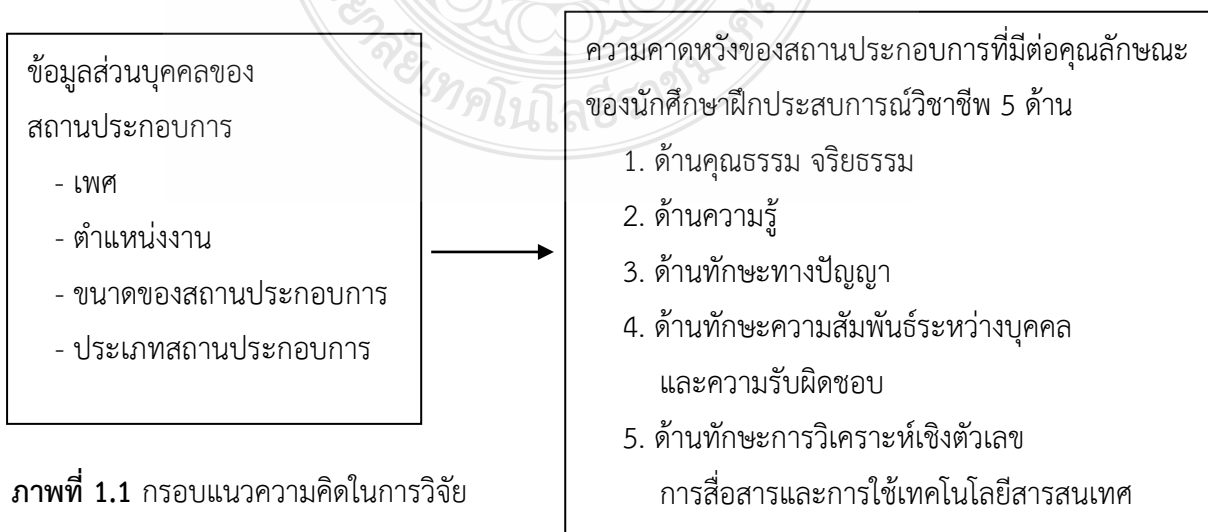 ข้อมูลส่วนบุคคลของ
สถานประกอบการ
- เพศ
- ตำแหน่งงาน
- ขนาดของสถานประกอบการ
- ประเภทสถานประกอบการ
ความคาดหวังของสถานประกอบการที่มีต่อคุณลักษณะ
ของนักศึกษาฝึกประสบการณ์วิชาชีพ 5 ด้าน
1. ด้านคุณธรรม จริยธรรม
2. ด้านความรู้
3. ด้านทักษะทางปัญญา
4. ด้านทักษะความสัมพันธ์ระหว่างบุคคล
และความรับผิดชอบ
5. ด้านทักษะการวิเคราะห์เชิงตัวเลข
การสื่อสารและการใช้เทคโนโลยีสารสนเทศ
ภาพที่ 1.1 กรอบแนวความคิดในการวิจัย